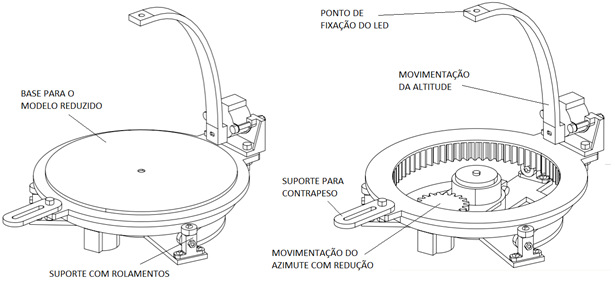 PONTO DE
FIXAÇÃO DO LED
MOVIMENTAÇÃO
DA ALTITUDE
BASE PARA O
MODELO REDUZIDO
SUPORTE PARA
CONTRAPESO
MOVIMENTAÇÃO DO
AZIMUTE COM REDUÇÃO
SUPORTE COM ROLAMENTOS